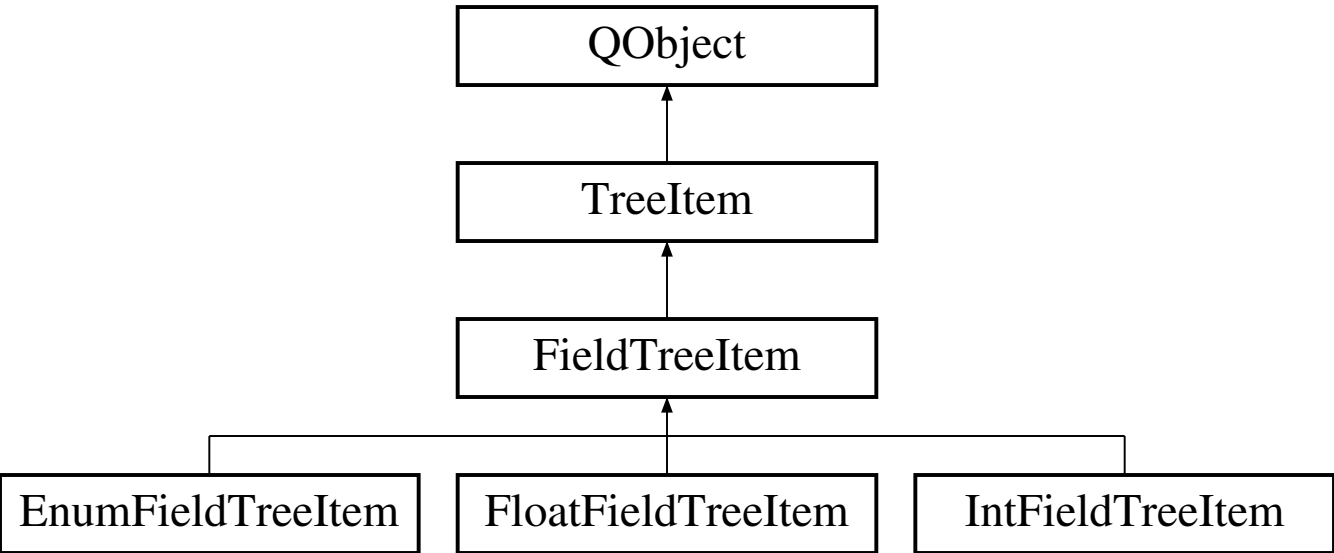 QObject
TreeItem
FieldTreeItem
EnumFieldTreeItem
FloatFieldTreeItem
IntFieldTreeItem